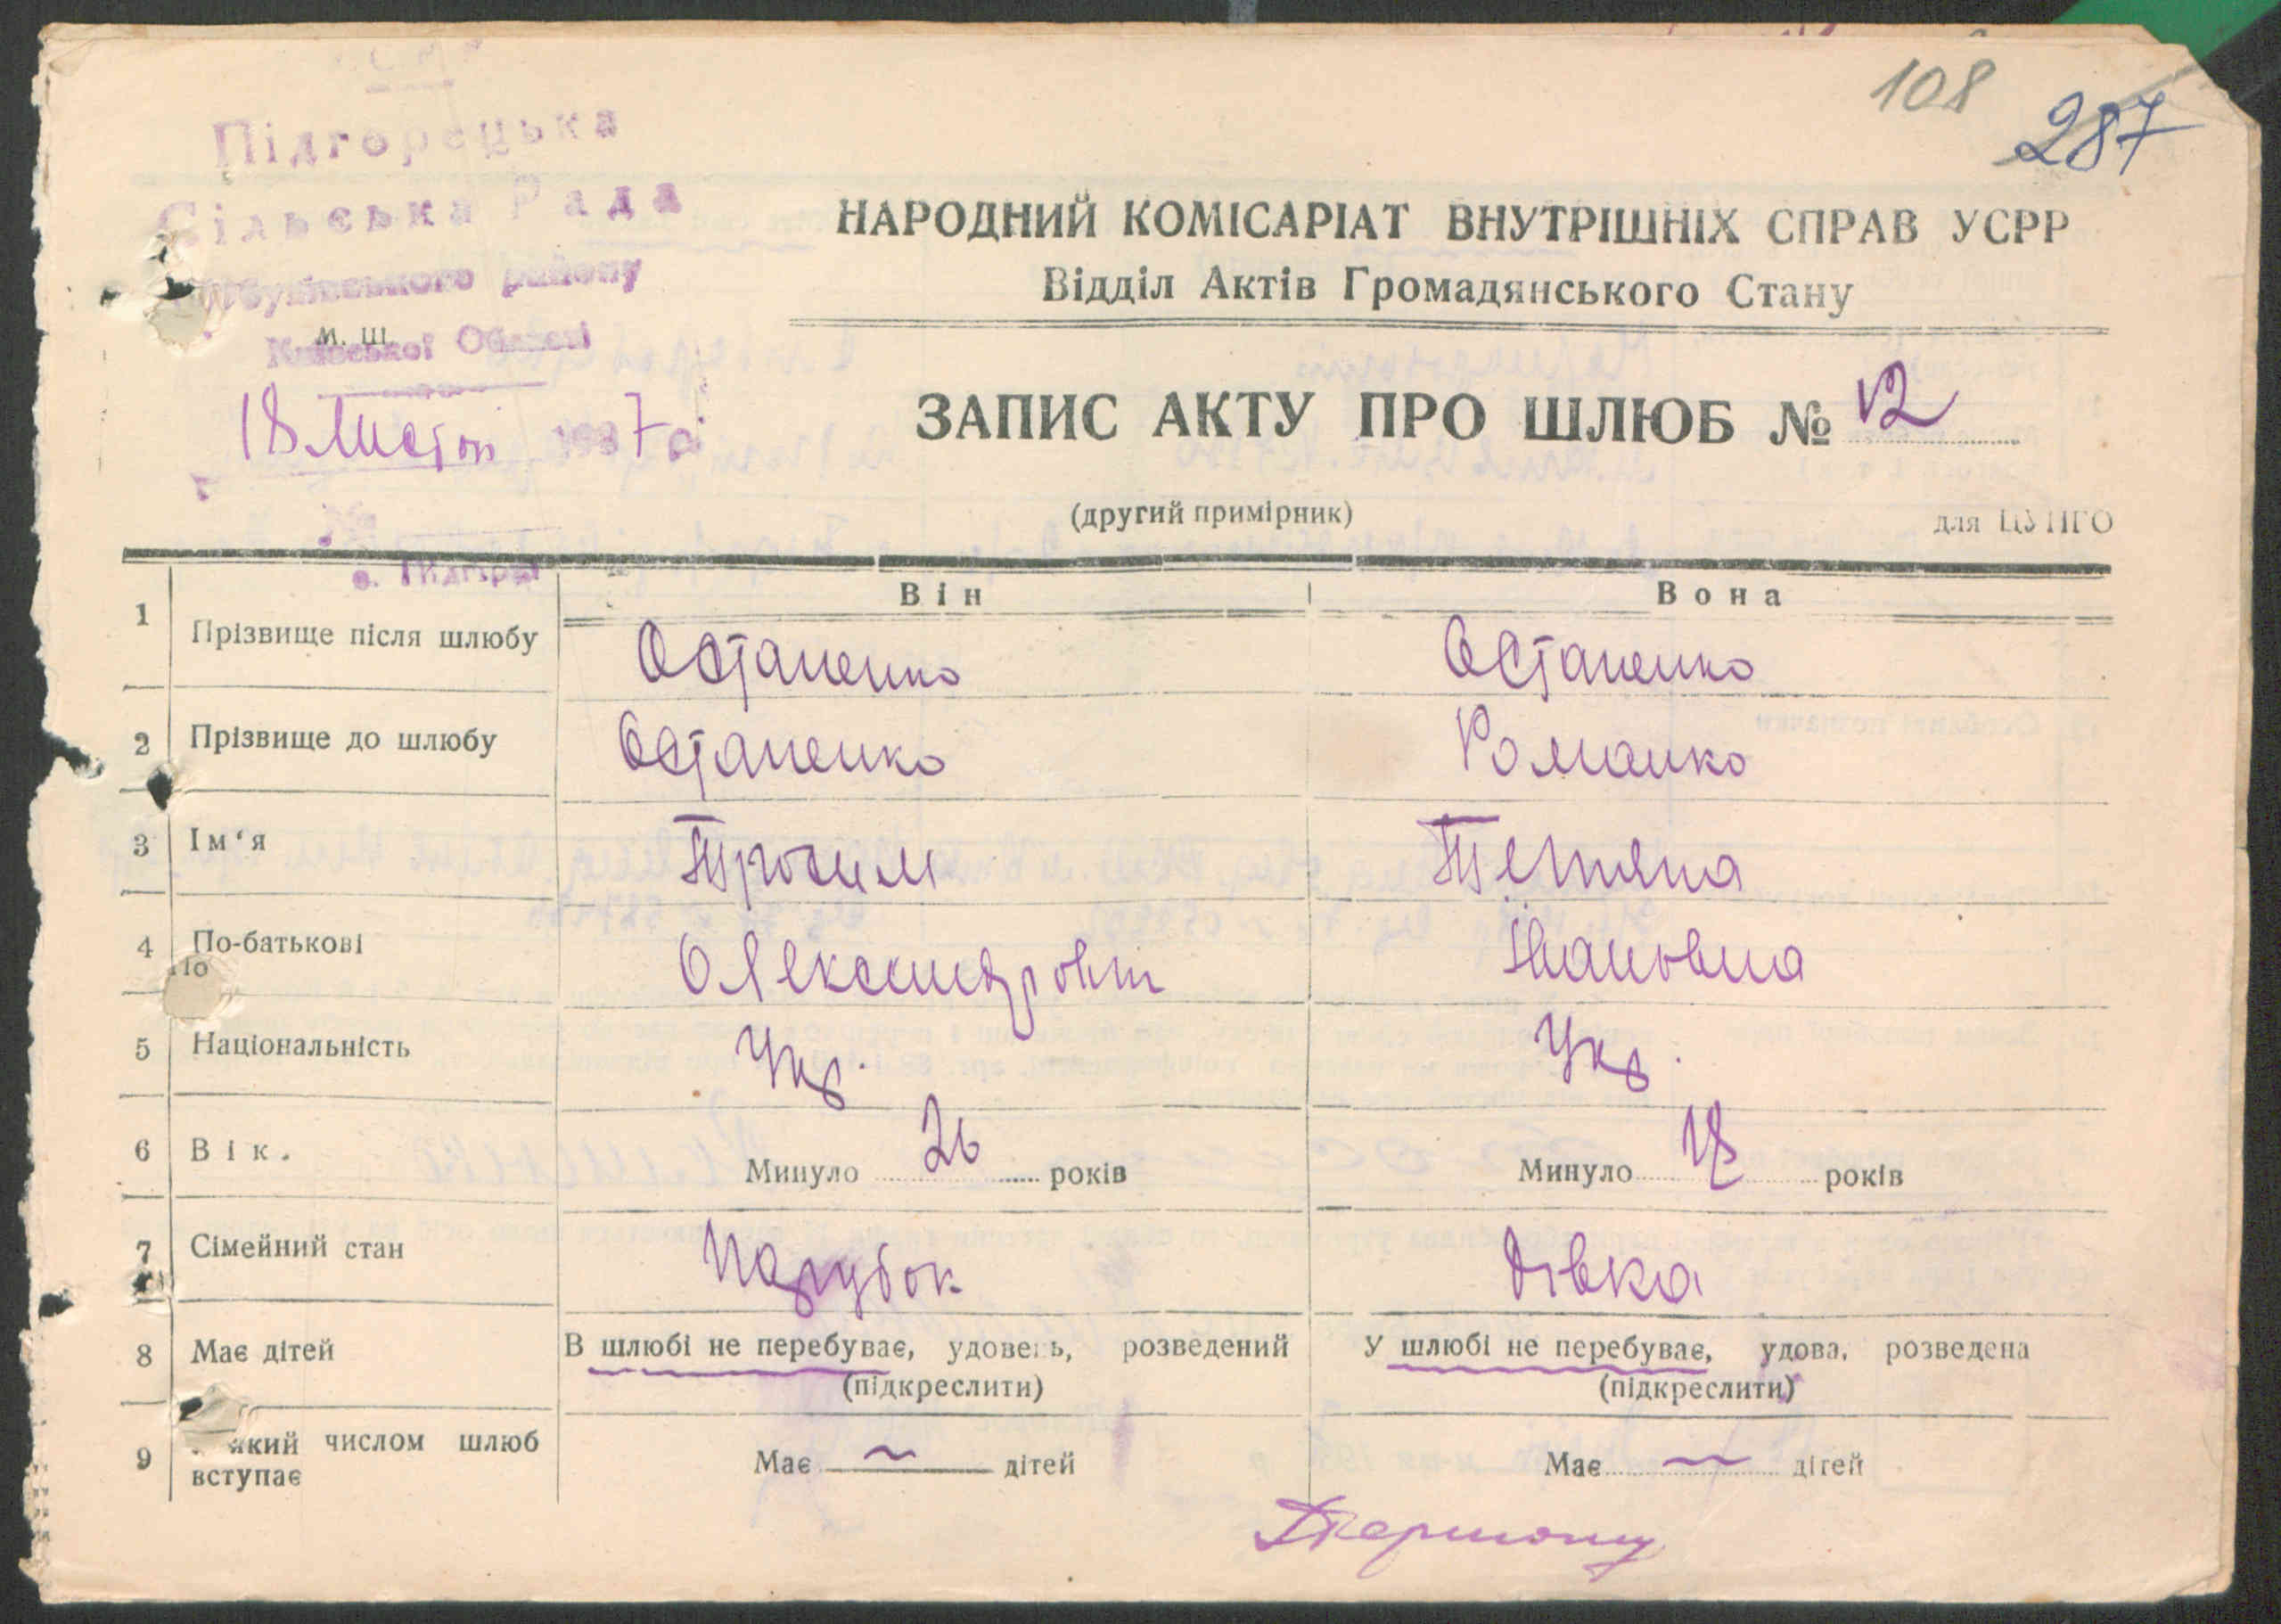 108
287
Підгорецька
Сільська Рада
району
м. ш.
Київської Області
18 Листоп 1937 р.
НАРОДНИЙ КОМІСАРІАТ ВНУТРІШНІХ СПРАВ УСРР
Відділ Актів Громадянського Стану
ЗАПИС АКТУ ПРО ШЛЮБ № 12
(другий примірник)
для ЦУНГО
Він Вона
1 Прізвище після шлюбу Остапенко Остапенко
2 Прізвище до шлюбу Остапенко Романко
3 Ім‘я Трохим Тетяна
4 По-батькові Олександрович Івановна
По
5 Національність Укр. Укр.
6 Вік. Минуло 26 років Минуло 18 років
7 Сімейний стан Парубок Дівка
8 Має дітей В шлюбі не перебуває, удовець, розведений У шлюбі не перебуває, удова, розведена
(підкреслити) (підкреслити)
9 який числом шлюб вступає Має дітей Має дітей